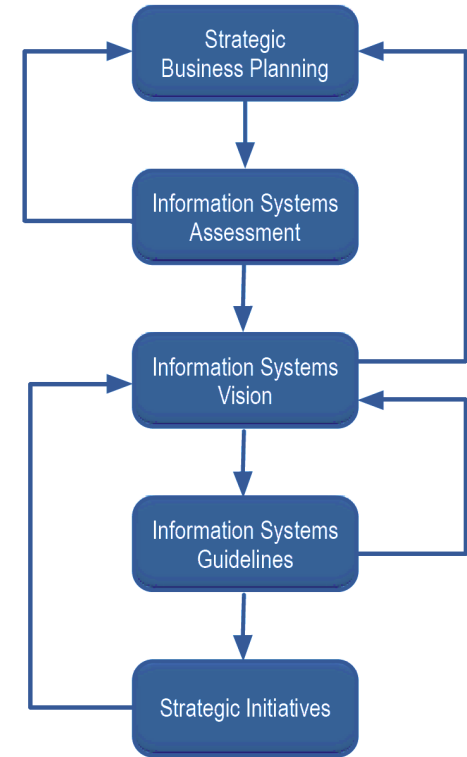 Strategic
Business Planning
Information Systems
Assessment
Information Systems
Vision
Information Systems
Guidelines
Strategic Initiatives